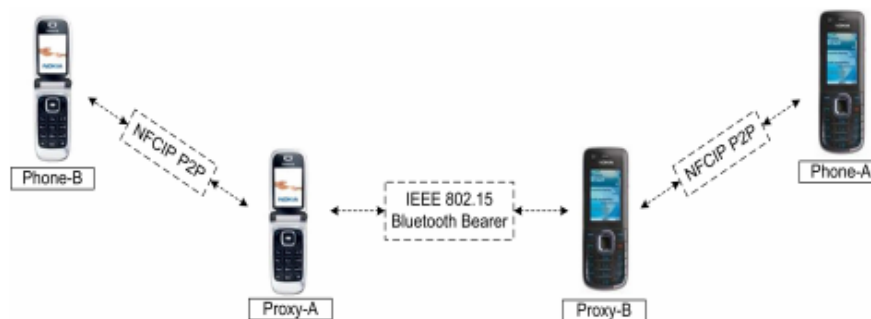 NFCIP P2P
NFCIP P2P
Phone-B
Phone-A
IEEE 802.15
Bluetooth Bearer
Proxy-A
Proxy-B